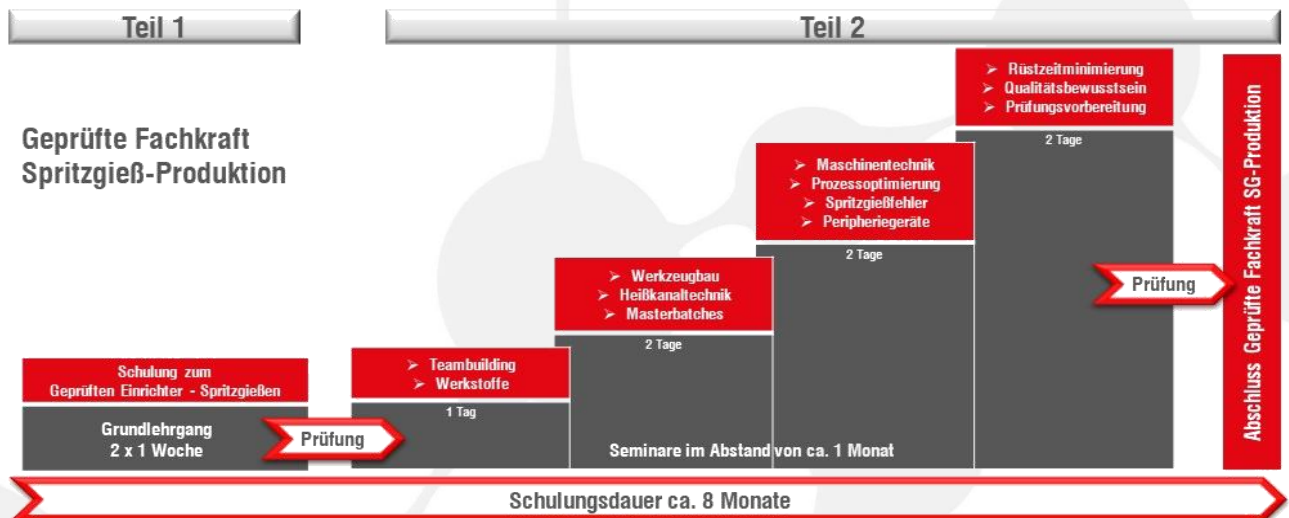 Teil 1
Teil 2
Geprüfte Fachkraft
Spritzgieß-Produktion
Schulung zum
Geprüften Einrichter - Spritzgießen
Grundlehrgang
2 x 1 Woche
Prüfung
➢ Teambuilding
➢ Werkstoffe
1 Tag
➢ Werkzeugbau
➢ Heißkanaltechnik
➢ Masterbatches
2 Tage
➢ Maschinentechnik
➢ Prozessoptimierung
➢ Spritzgießfehler
➢ Peripheriegeräte
2 Tage
➢ Rüstzeitminimierung
➢ Qualitätsbewusstsein
➢ Prüfungsvorbereitung
2 Tage
Seminare im Abstand von ca. 1 Monat
Prüfung
Abschluss Geprüfte Fachkraft SG-Produktion
Schulungsdauer ca. 8 Monate